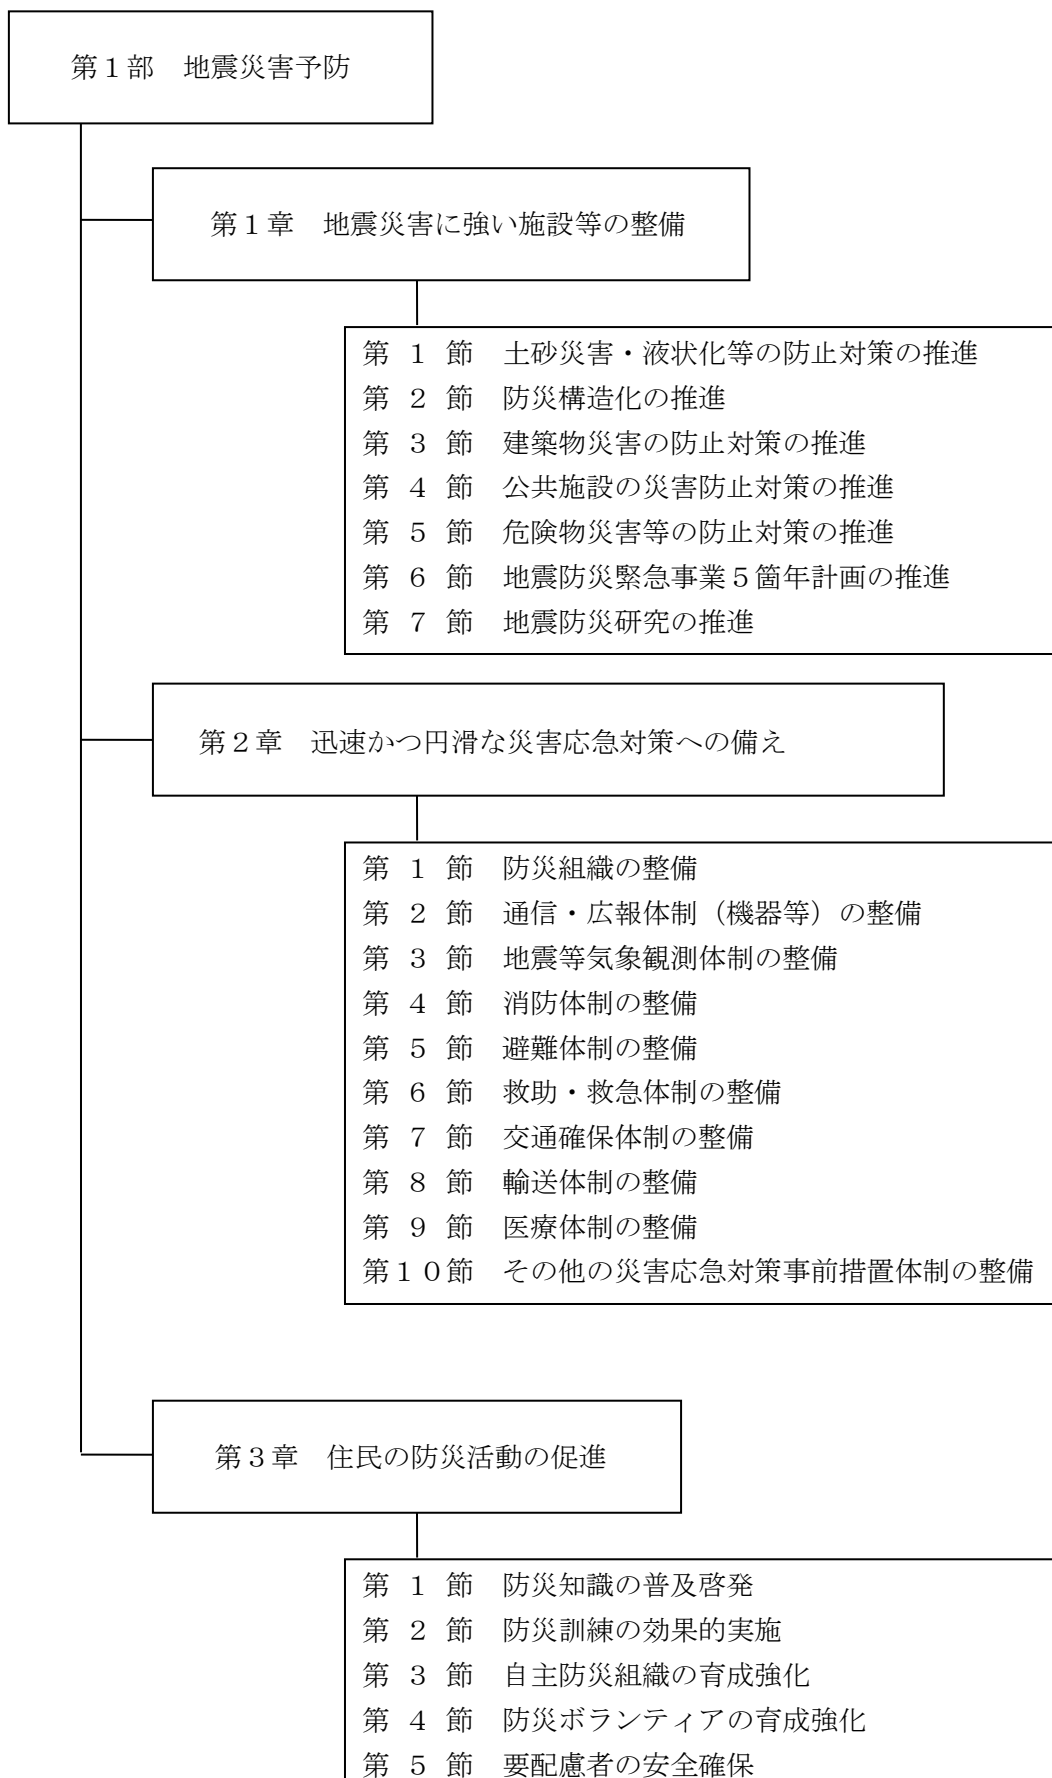 第１部　地震災害予防
第１章　地震災害に強い施設等の整備
第　１　節　土砂災害・液状化等の防止対策の推進
第　２　節　防災構造化の推進
第　３　節　建築物災害の防止対策の推進
第　４　節　公共施設の災害防止対策の推進
第　５　節　危険物災害等の防止対策の推進
第　６　節　地震防災緊急事業５箇年計画の推進
第　７　節　地震防災研究の推進
第２章　迅速かつ円滑な災害応急対策への備え
第　１　節　防災組織の整備
第　２　節　通信・広報体制（機器等）の整備
第　３　節　地震等気象観測体制の整備
第　４　節　消防体制の整備
第　５　節　避難体制の整備
第　６　節　救助・救急体制の整備
第　７　節　交通確保体制の整備
第　８　節　輸送体制の整備
第　９　節　医療体制の整備
第１０節　その他の災害応急対策事前措置体制の整備
第３章　住民の防災活動の促進
第　１　節　防災知識の普及啓発
第　２　節　防災訓練の効果的実施
第　３　節　自主防災組織の育成強化
第　４　節　防災ボランティアの育成強化
第　５　節　要配慮者の安全確保